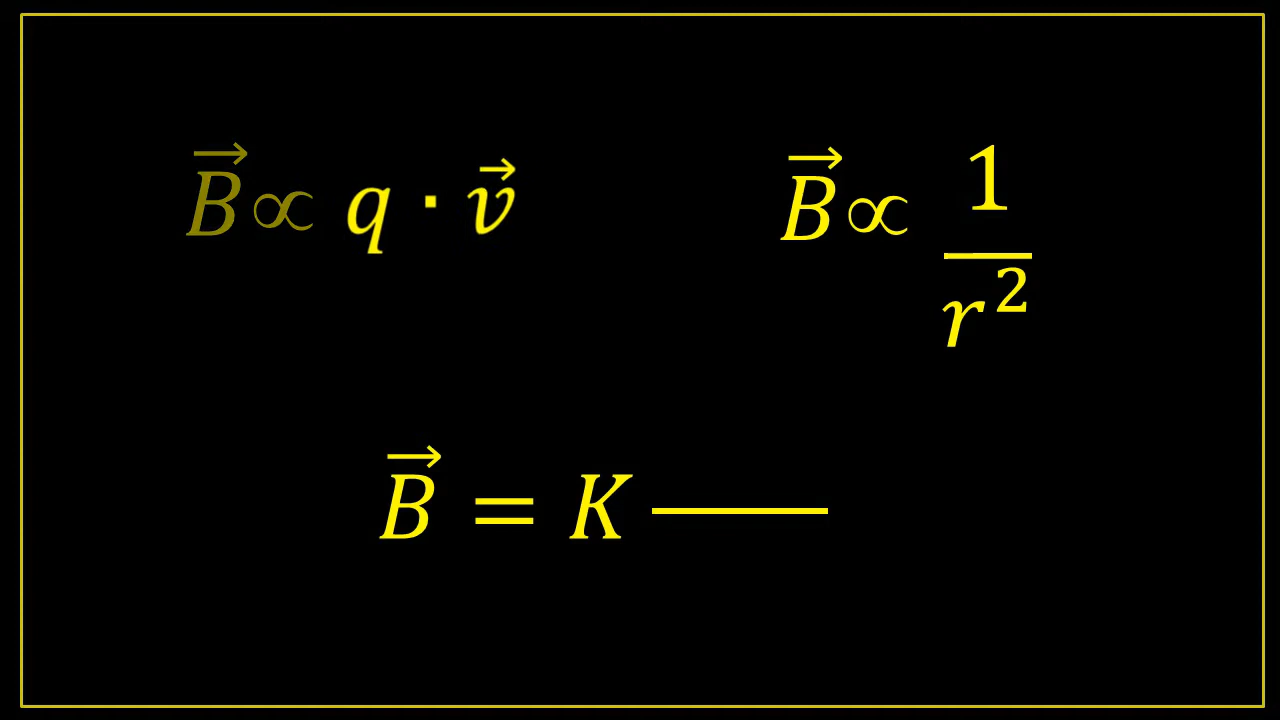 B⃗ ∝ q · v⃗
B⃗ ∝ 1/r²
B⃗ = K ——